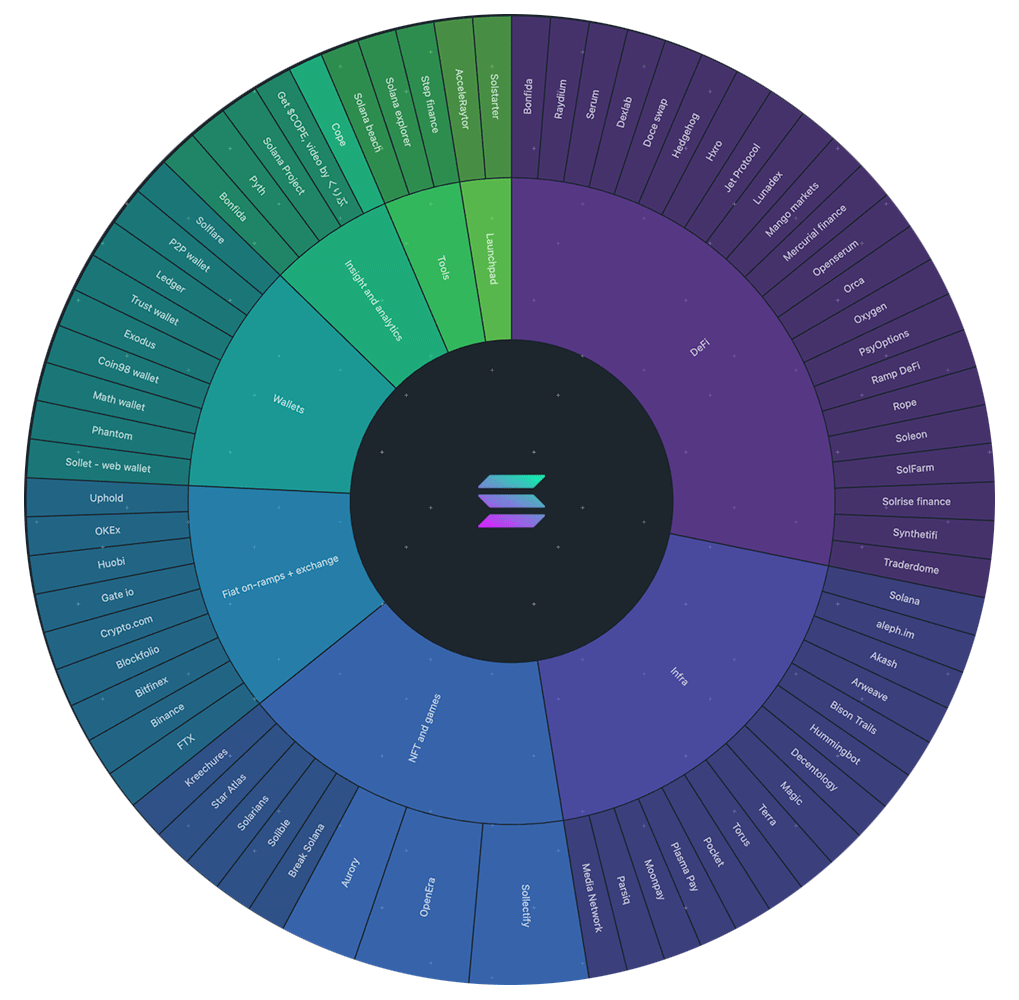 DeFi
Bonfida
Raydium
Serum
Dexlab
Doce swap
Hedgehog
Hxro
Jet Protocol
Lunadex
Mango markets
Mercurial finance
Openserum
Orca
Oxygen
PsyOptions
Ramp DeFi
Rope
Soleon
SolFarm
Solrise finance
Synthetifi
Traderdome
Infra
Solana
aleph.im
Akash
Arweave
Bison Trails
Hummingbot
Decentology
Magic
Terra
Torus
Pocket
Plasma Pay
Moonpay
Parsiq
Media Network
NFT and games
Sollectify
OpenEra
Aurory
Break Solana
Solible
Solarians
Star Atlas
Kreechures
Fiat on-ramps + exchange
FTX
Binance
Bitfinex
Blockfolio
Crypto.com
Gate io
Huobi
OKEx
Uphold
Wallets
Sollet - web wallet
Phantom
Math wallet
Coin98 wallet
Exodus
Trust wallet
Ledger
P2P wallet
Solflare
Insight and analytics
Bonfida
Pyth
Solana Project
Get $COPE, video by くりぷ
Cope
Tools
Solana beach
Solana explorer
Step finance
Launchpad
AcceleRaytor
Solstarter